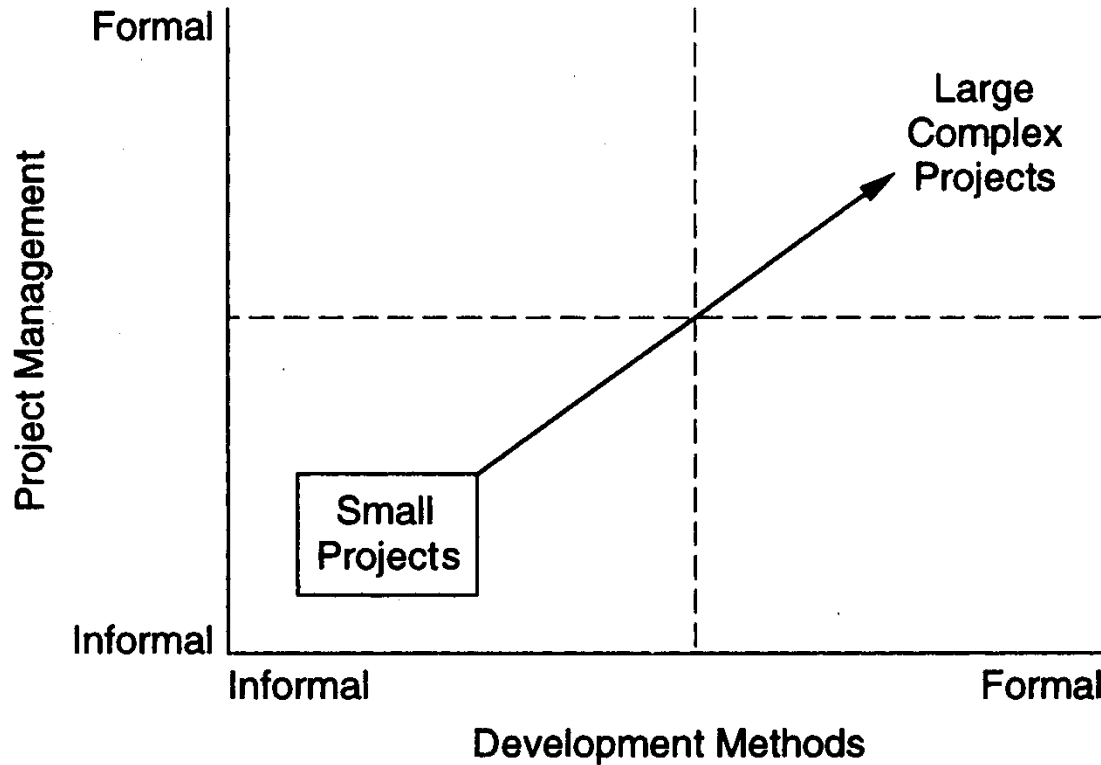 Formal
Large
Complex
Projects
Project Management
Small
Projects
Informal
Informal
Formal
Development Methods